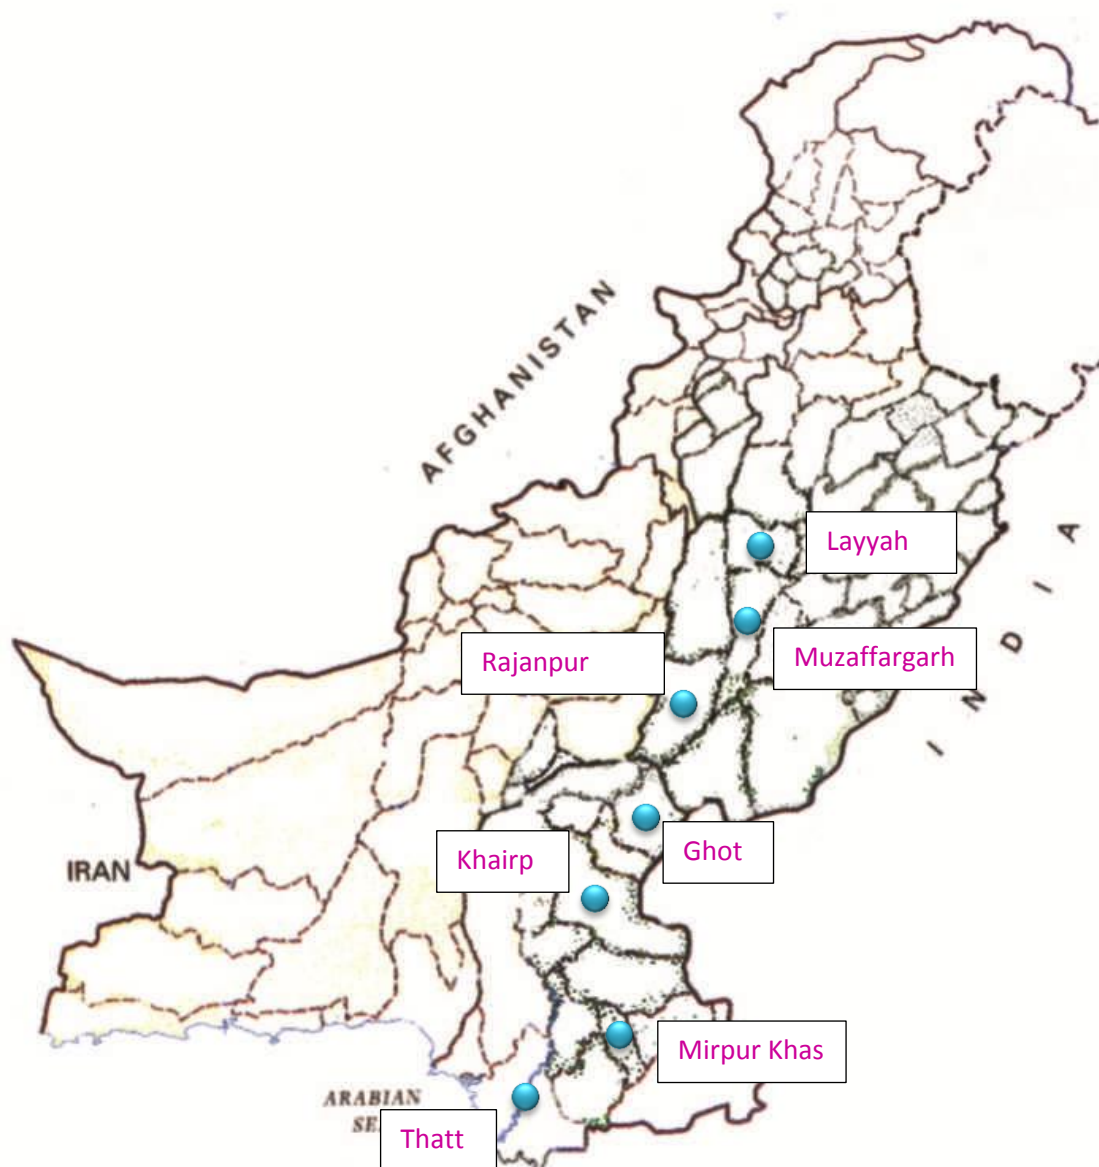 AFGHANISTAN
Layyah
INDIA
Rajanpur
Muzaffargarh
Khairp
Ghot
IRAN
Mirpur Khas
ARABIAN
SE
Thatt